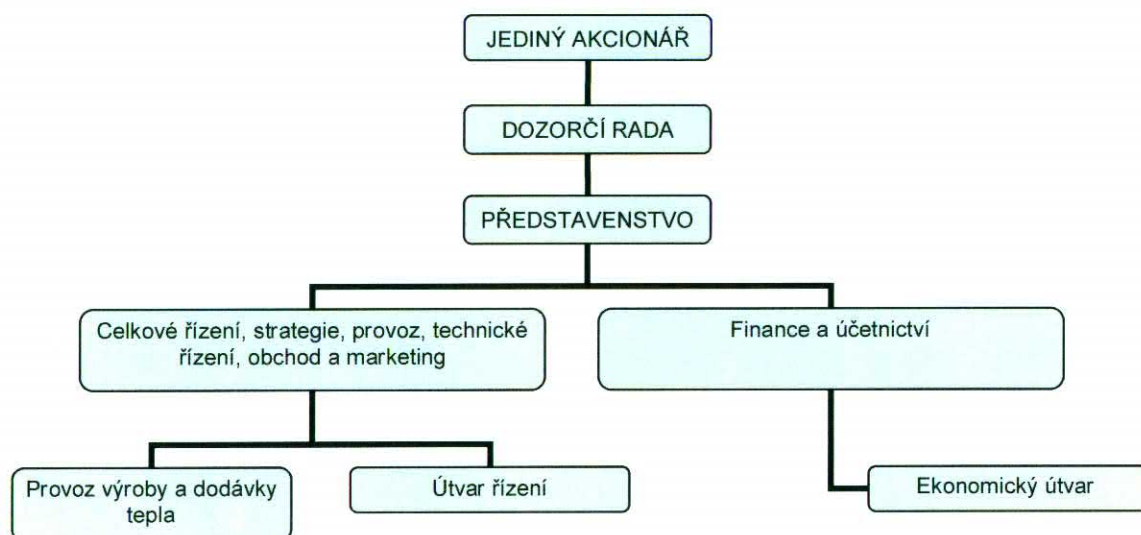 JEDINÝ AKCIONÁŘ
DOZORČÍ RADA
PŘEDSTAVENSTVO
Celkové řízení, strategie, provoz, technické
řízení, obchod a marketing
Finance a účetnictví
Provoz výroby a dodávky
tepla
Útvar řízení
Ekonomický útvar